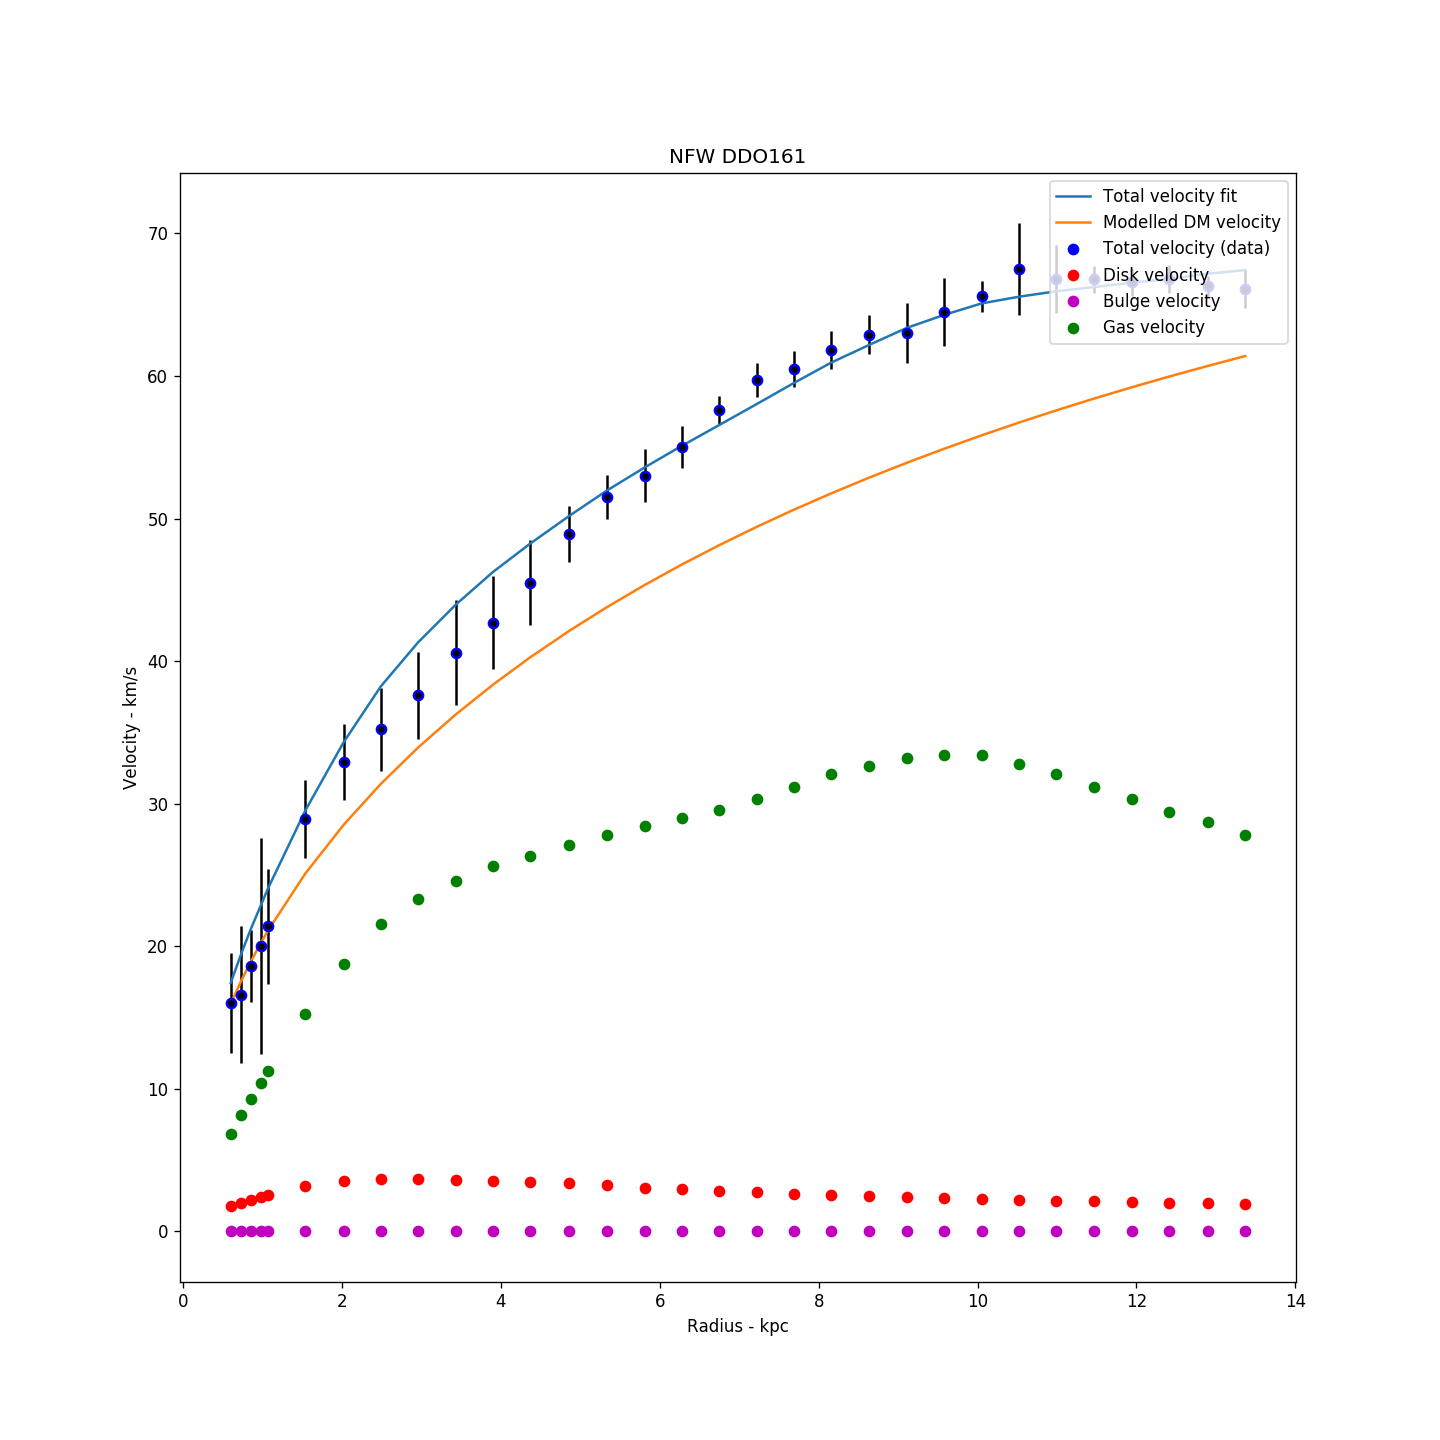 NFW DDO161
Total velocity fit
Modelled DM velocity
Total velocity (data)
Disk velocity
Bulge velocity
Gas velocity
Velocity - km/s
70
60
50
40
30
20
10
0
0 2 4 6 8 10 12 14
Radius - kpc